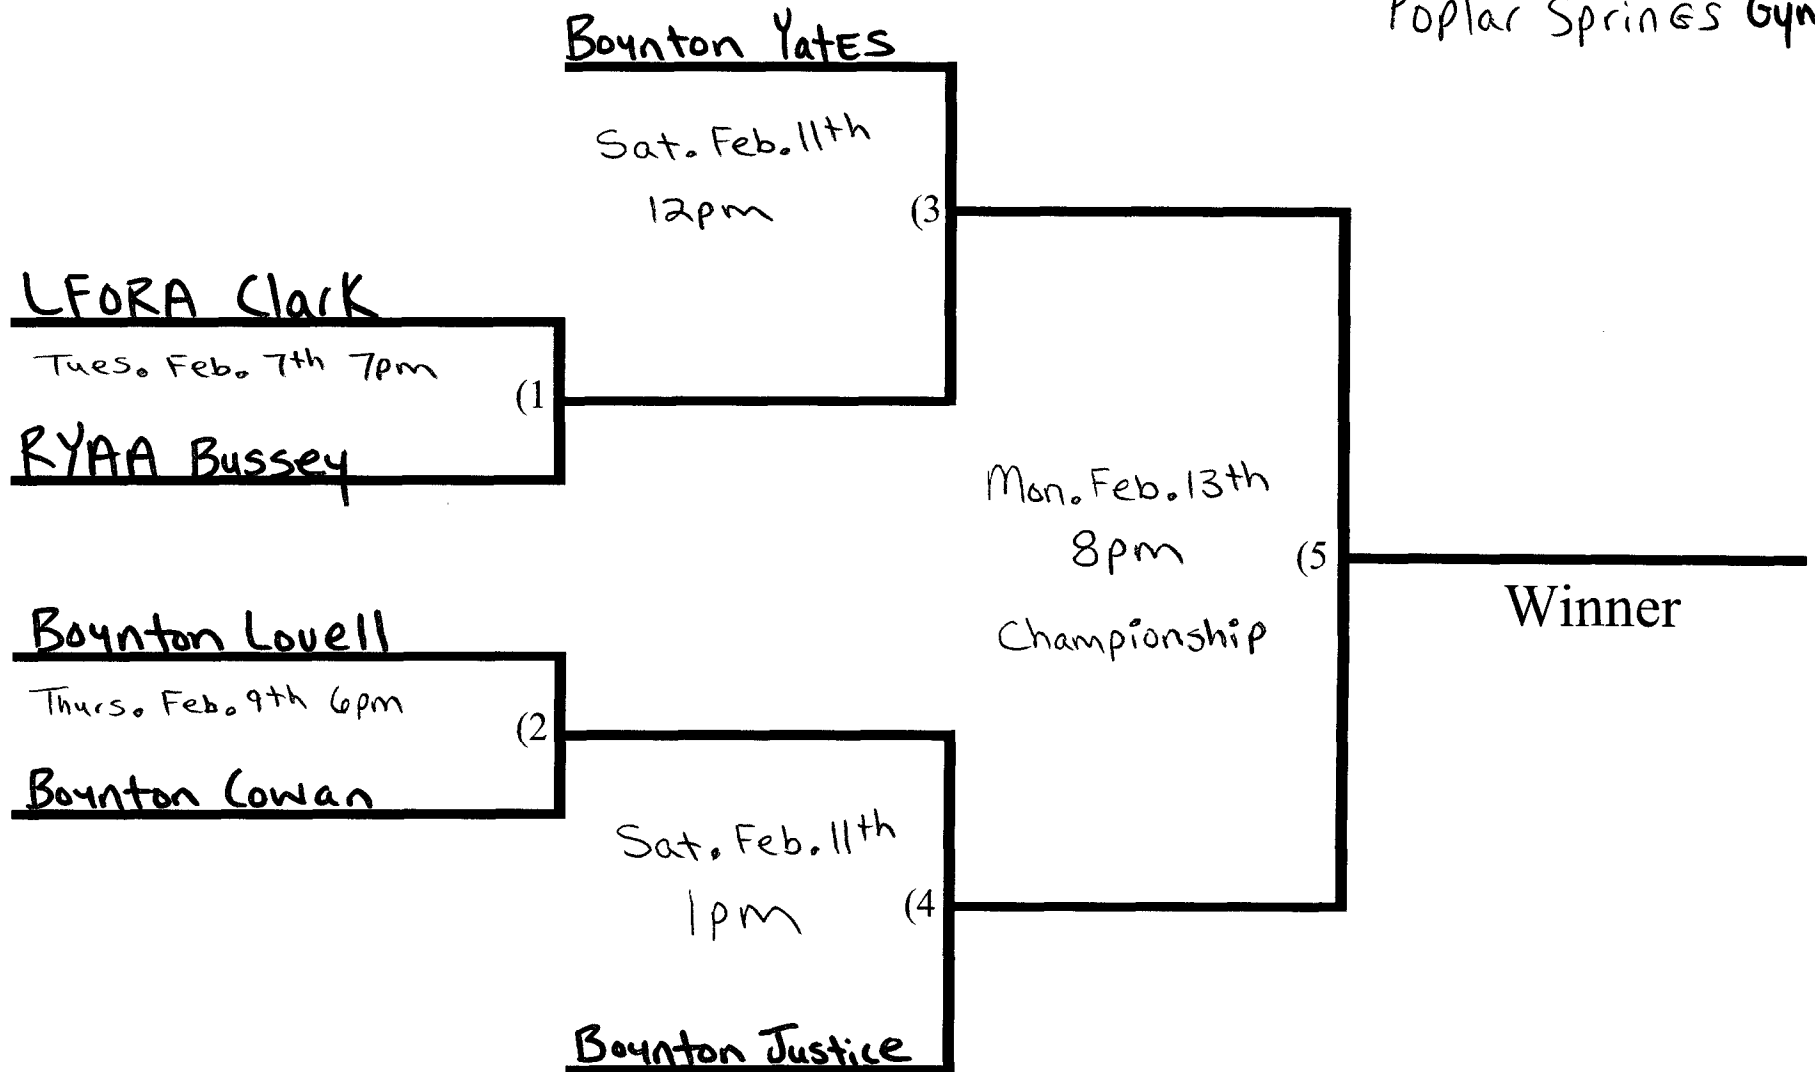 Poplar Springs Gyn
Boynton Yates
Sat. Feb. 11th
12pm
(3
LFORA Clark
Tues. Feb. 7th 7pm
(1
RYAA Bussey
Mon. Feb. 13th
8pm
(5
Championship
Winner
Boynton Lovell
Thurs. Feb. 9th 6pm
(2
Boynton Cowan
Sat. Feb. 11th
1pm
(4
Boynton Justice